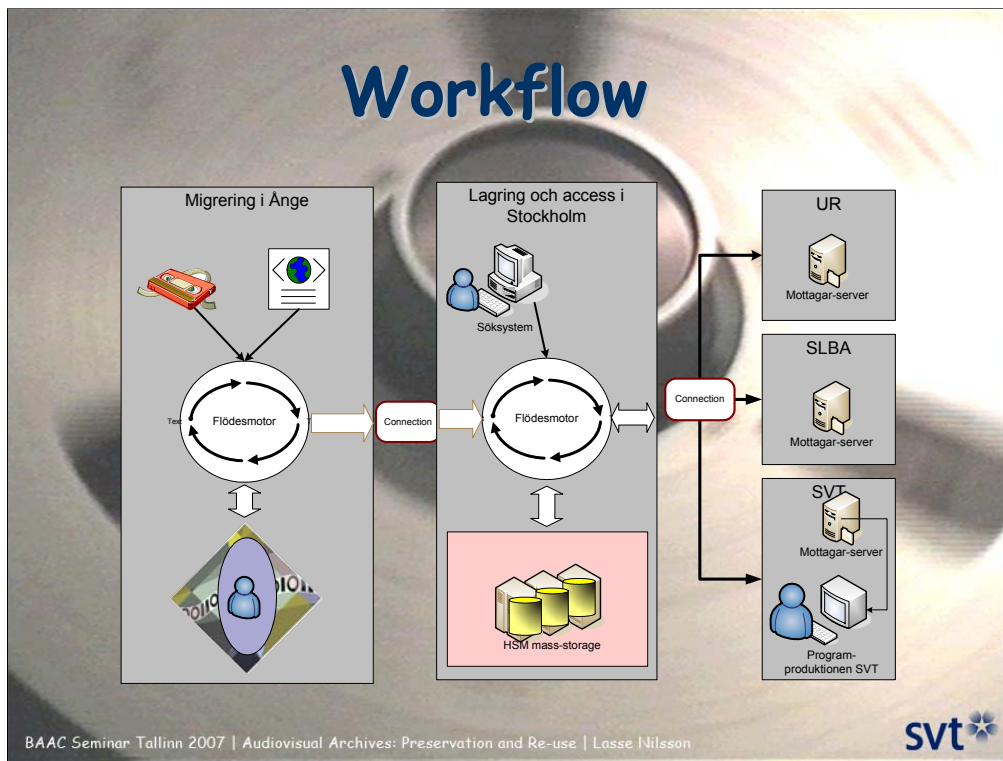 Workflow
Migrering i Ånge
Text
Flödesmotor
Connection
Lagring och access i
Stockholm
Söksystem
Flödesmotor
HSM mass-storage
Connection
UR
Mottagar-server
SLBA
Mottagar-server
SVT
Mottagar-server
Program-
produktionen SVT
BAAC Seminar Tallinn 2007 | Audiovisual Archives: Preservation and Re-use | Lasse Nilsson
svt